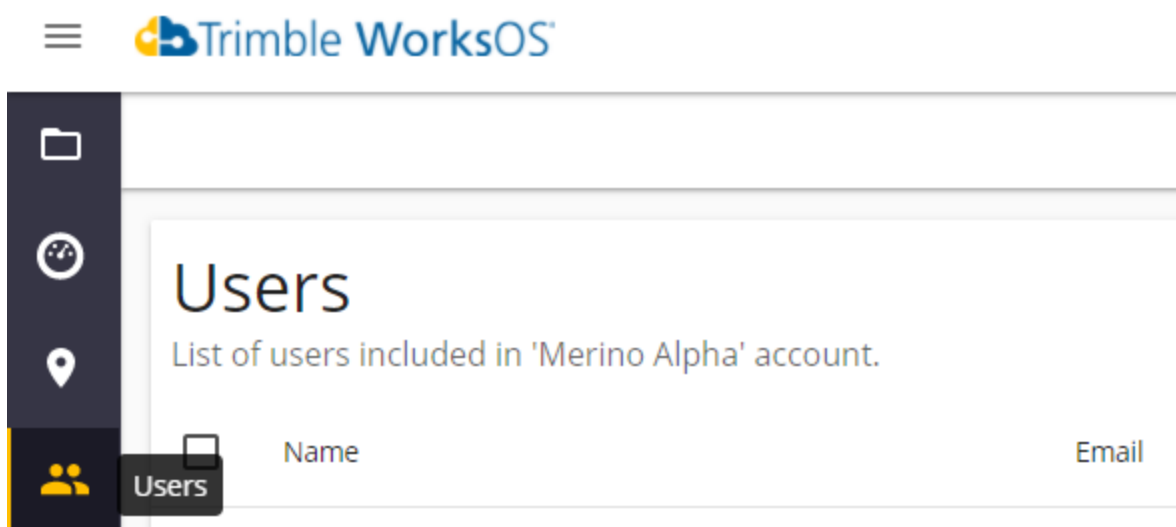 Trimble WorksOS
Users
List of users included in 'Merino Alpha' account.
Name Email
Users